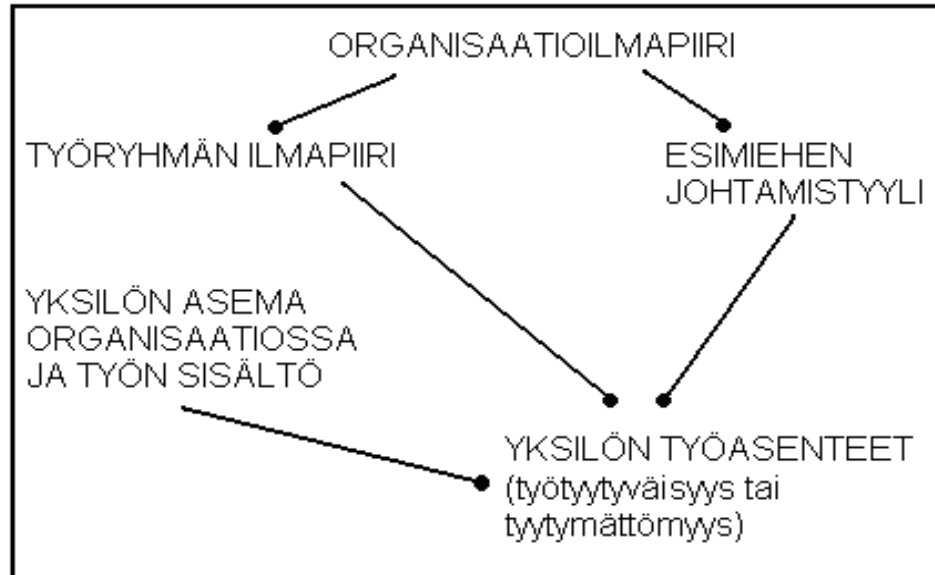 ORGANISAATIOILMAPIIRI
TYÖRYHMÄN ILMAPIIRI
ESIMIEHEN
JOHTAMISTYYLI
YKSILÖN ASEMA
ORGANISAATIOSSA
JA TYÖN SISÄLTÖ
YKSILÖN TYÖASENTEET
(työtyytyväisyys tai
tyytymättömyys)